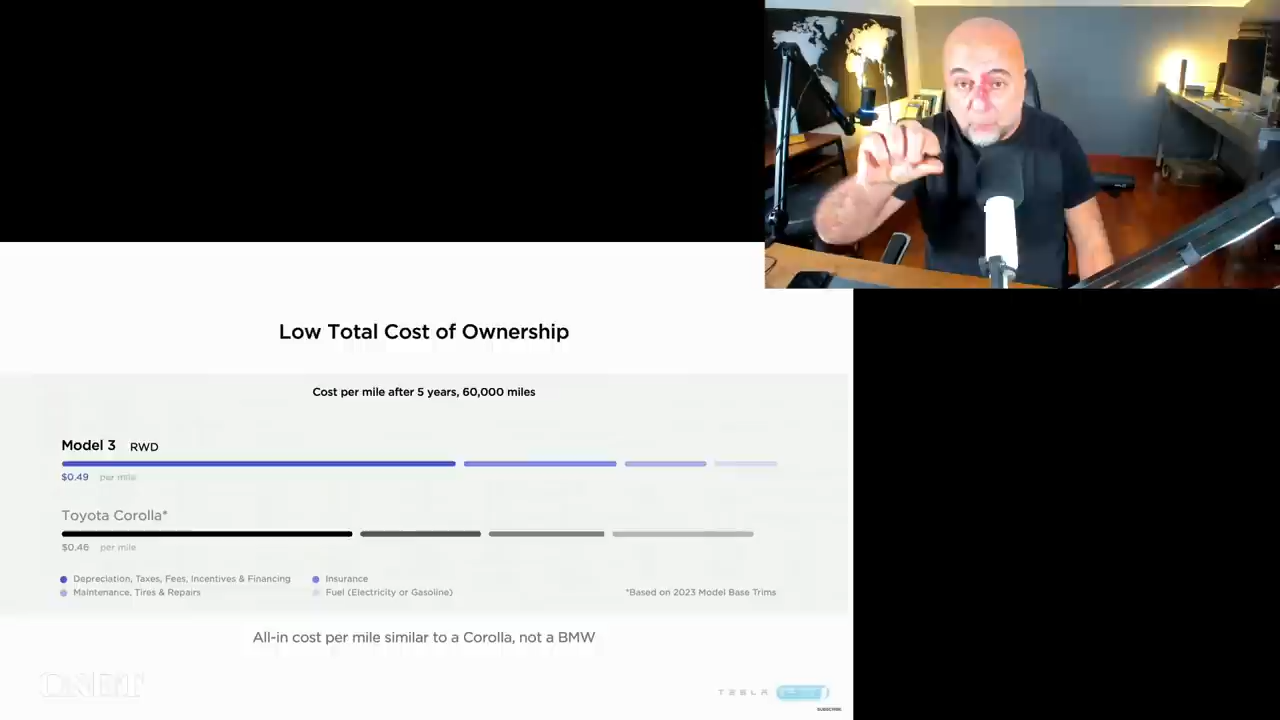 Low Total Cost of Ownership
Cost per mile after 5 years, 60,000 miles
Model 3 RWD
$0.49 per mile
Toyota Corolla*
$0.46 per mile
Depreciation, Taxes, Fees, Incentives & Financing
Insurance
Maintenance, Tires & Repairs
Fuel (Electricity or Gasoline)
*Based on 2023 Model Base Trims
All-in cost per mile similar to a Corolla, not a BMW
CNET
TESLA
SUBSCRIBE